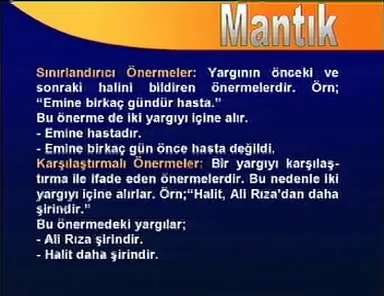 Mantık
Sınırlandırıcı Önermeler: Yargının önceki ve
sonraki halini bildiren önermelerdir. Örn;
“Emine birkaç gündür hasta.”
Bu önerme de iki yargıyı içine alır.
- Emine hastadır.
- Emine birkaç gün önce hasta değildi.
Karşılaştırmalı Önermeler: Bir yargıyı karşılaş-
tırma ile ifade eden önermelerdir. Bu nedenle iki
yargıyı içine alırlar. Örn;“Halit, Ali Rıza'dan daha
şirindir.”
Bu önermedeki yargılar;
- Ali Rıza şirindir.
- Halit daha şirindir.